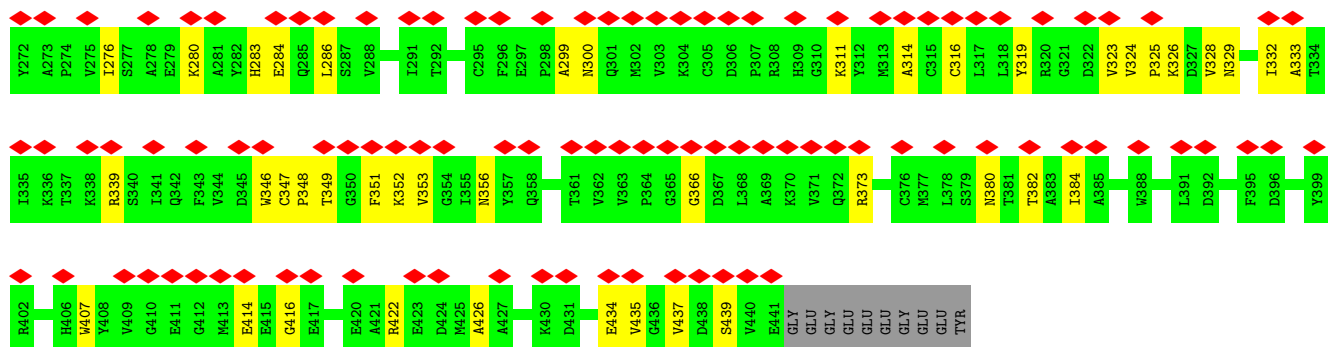 Y272 A273 P274 V275 I276 S277 A278 E279 K280 A281 Y282 H283 E284 Q285 L286 S287 V288 I291 T292 C295 F296 E297 P298 A299 N300 Q301 M302 V303 K304 C305 D306 P307 R308 H309 G310 K311 Y312 M313 A314 C315 C316 L317 L318 Y319 R320 G321 D322 V323 V324 P325 K326 D327 V328 N329 I332 A333 T334
I335 K336 T337 K338 R339 S340 I341 Q342 F343 V344 D345 W346 C347 P348 T349 G350 F351 K352 V353 G354 I355 N356 Y357 Q358 T361 V362 V363 P364 G365 G366 D367 L368 A369 K370 V371 Q372 R373 C376 M377 L378 S379 N380 T381 T382 A383 I384 A385 W388 L391 D392 F395 D396 Y399
R402 H406 W407 Y408 V409 G410 E411 G412 M413 E414 E415 G416 E417 E420 A421 R422 E423 D424 M425 A426 A427 K430 D431 E434 V435 G436 V437 D438 S439 V440 E441 GLY GLU GLY GLU GLU GLU GLY GLU GLU TYR